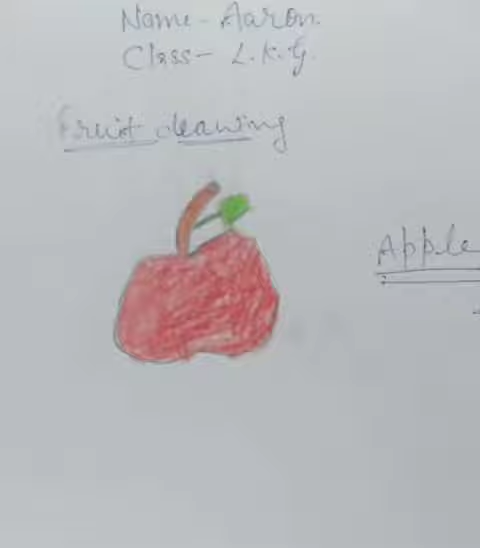 Name- Aaron.
Class- L.K.G.
Fruit drawing
Apple